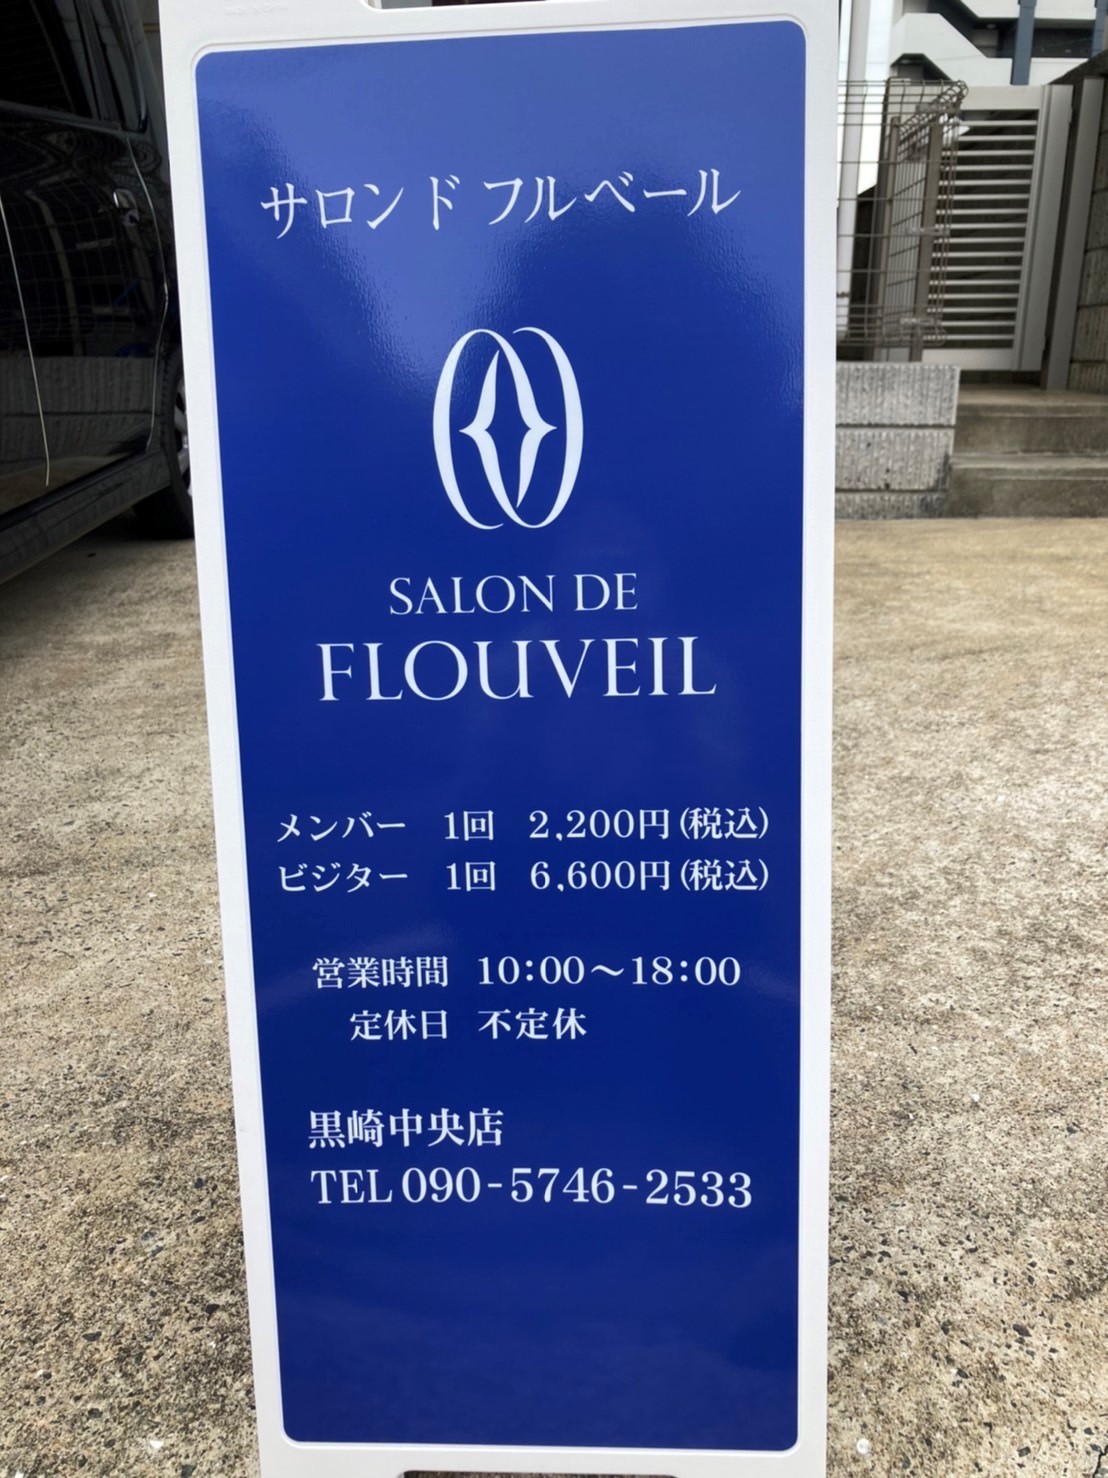 サロンド フルベール
SALON DE
FLOUVEIL
メンバー 1回 2,200円(税込)
ビジター 1回 6,600円(税込)
営業時間 10:00〜18:00
定休日 不定休
黒崎中央店
TEL 090-5746-2533